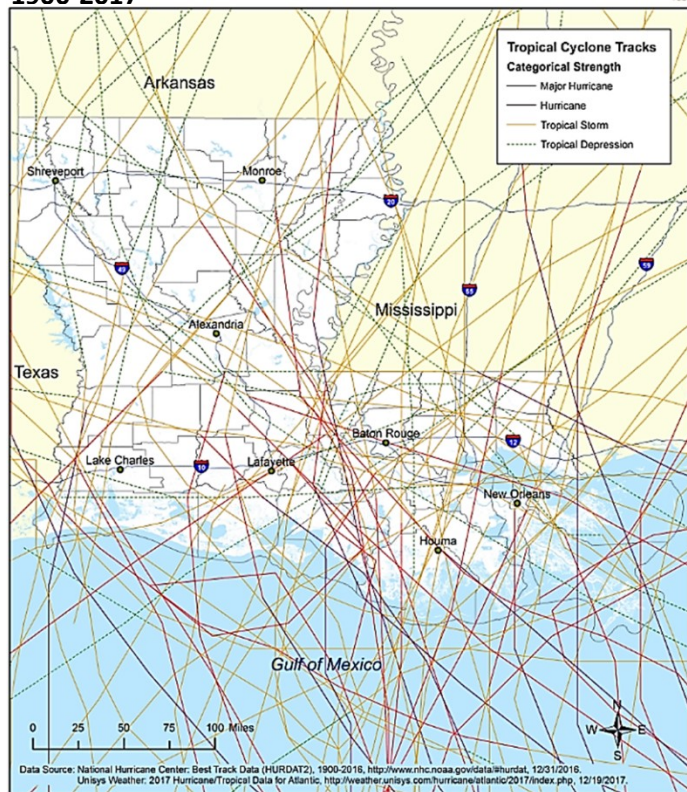 1900-2017
Arkansas
Tropical Cyclone Tracks
Categorical Strength
Major Hurricane
Hurricane
Tropical Storm
Tropical Depression
Shreveport
Monroe
20
49
55
59
Mississippi
Alexandria
Texas
Baton Rouge
12
Lake Charles
10
Lafayette
New Orleans
Houma
Gulf of Mexico
N
W E
S
0 25 50 75 100 Miles
Data Source: National Hurricane Center: Best Track Data (HURDAT2), 1900-2016, http://www.nhc.noaa.gov/data/#hurdat, 12/31/2016.
Unisys Weather: 2017 Hurricane/Tropical Data for Atlantic, http://weather.unisys.com/hurricane/atlantic/2017/index.php, 12/19/2017.